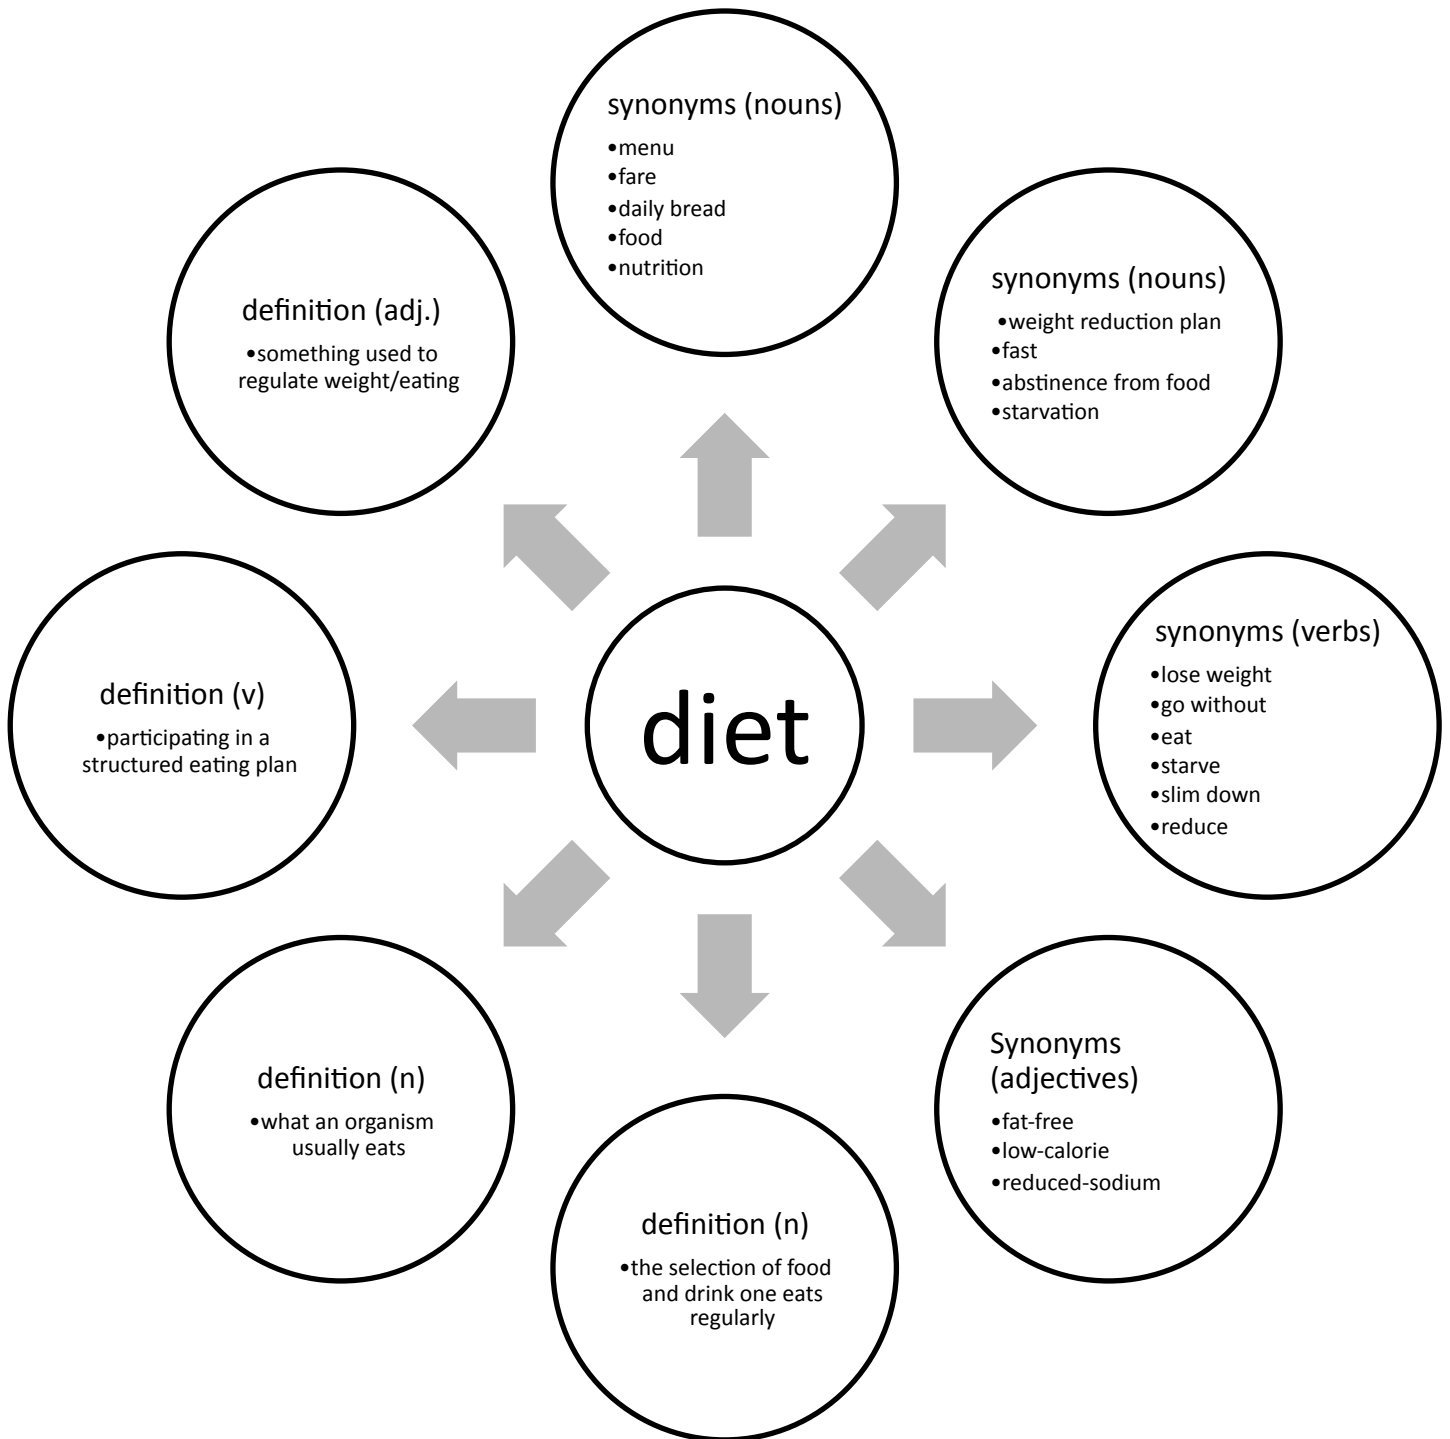 synonyms (nouns)
•menu
•fare
•daily bread
•food
•nutrition
synonyms (nouns)
•weight reduction plan
•fast
•abstinence from food
•starvation
synonyms (verbs)
•lose weight
•go without
•eat
•starve
•slim down
•reduce
Synonyms
(adjectives)
•fat-free
•low-calorie
•reduced-sodium
definition (n)
•the selection of food
and drink one eats
regularly
definition (n)
•what an organism
usually eats
definition (v)
•participating in a
structured eating plan
definition (adj.)
•something used to
regulate weight/eating
diet